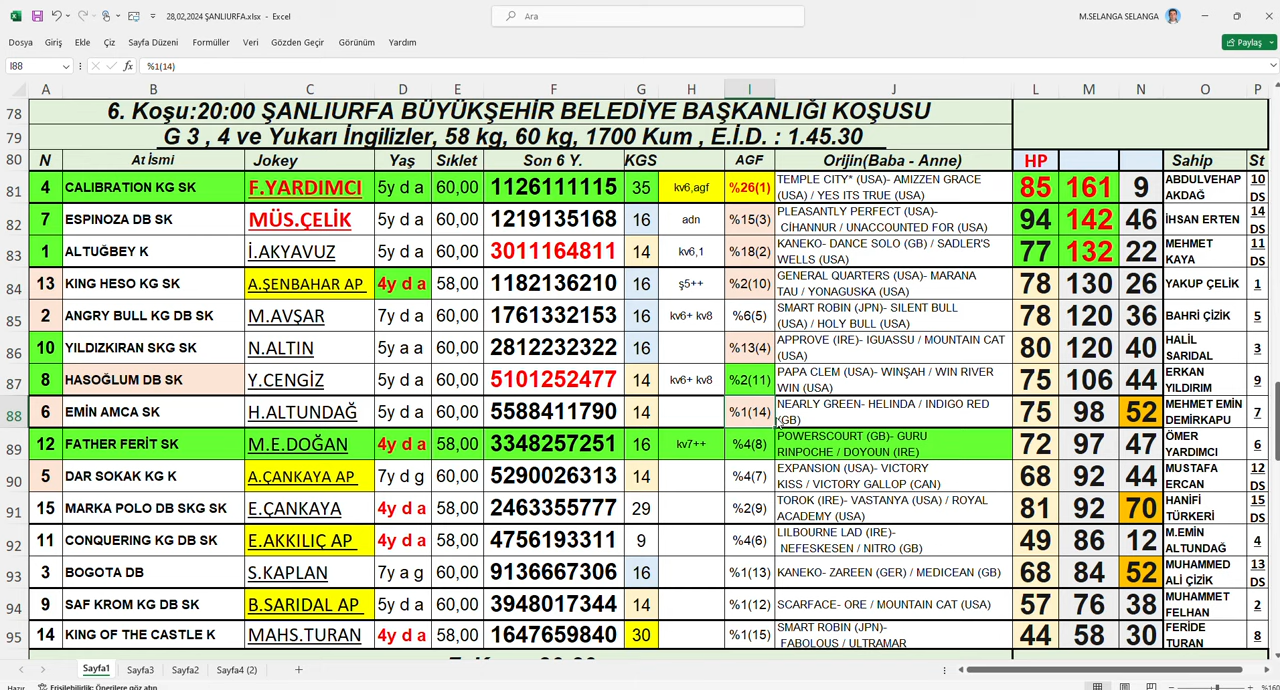 28,02,2024 ŞANLIURFA.xlsx - Excel
Ara
M.SELANGA SELANGA
Dosya Giriş Ekle Çiz Sayfa Düzeni Formüller Veri Gözden Geçir Görünüm Yardım
Paylaş
I88 fx %1(14)
A B C D E F G H I J L M N O P
78 6. Koşu:20:00 ŞANLIURFA BÜYÜKŞEHİR BELEDİYE BAŞKANLIĞI KOŞUSU
79 G 3 , 4 ve Yukarı İngilizler, 58 kg, 60 kg, 1700 Kum , E.İ.D. : 1.45.30
80 N At İsmi Jokey Yaş Sıklet Son 6 Y. KGS AGF Orijin(Baba - Anne) HP Sahip St
81 4 CALIBRATION KG SK F.YARDIMCI 5y d a 60,00 1126111115 35 kv6,agf %26(1) TEMPLE CITY* (USA)- AMIZZEN GRACE (USA) / YES ITS TRUE (USA) 85 161 9 ABDULVEHAP AKDAĞ 10 DS
82 7 ESPINOZA DB SK MÜS.ÇELİK 5y d a 60,00 1219135168 16 adn %15(3) PLEASANTLY PERFECT (USA)- CİHANNUR / UNACCOUNTED FOR (USA) 94 142 46 İHSAN ERTEN 14 DS
83 1 ALTUĞBEY K İ.AKYAVUZ 5y d a 60,00 3011164811 14 kv6,1 %18(2) KANEKO- DANCE SOLO (GB) / SADLER'S WELLS (USA) 77 132 22 MEHMET KAYA 11 DS
84 13 KING HESO KG SK A.ŞENBAHAR AP 4y d a 58,00 1182136210 16 ş5++ %2(10) GENERAL QUARTERS (USA)- MARANA TAU / YONAGUSKA (USA) 78 130 26 YAKUP ÇELİK 1
85 2 ANGRY BULL KG DB SK M.AVŞAR 7y d a 60,00 1761332153 16 kv6+ kv8 %6(5) SMART ROBIN (JPN)- SILENT BULL (USA) / HOLY BULL (USA) 78 120 36 BAHRİ ÇİZİK 5
86 10 YILDIZKIRAN SKG SK N.ALTIN 5y a a 60,00 2812232322 16 %13(4) APPROVE (IRE)- IGUASSU / MOUNTAIN CAT (USA) 80 120 40 HALİL SARIDAL 3
87 8 HASOĞLUM DB SK Y.CENGİZ 5y d a 60,00 5101252477 14 kv6+ kv8 %2(11) PAPA CLEM (USA)- WINŞAH / WIN RIVER WIN (USA) 75 106 44 ERKAN YILDIRIM 9
88 6 EMİN AMCA SK H.ALTUNDAĞ 5y d a 60,00 5588411790 14 %1(14) NEARLY GREEN- HELINDA / INDIGO RED (GB) 75 98 52 MEHMET EMİN DEMİRKAPU 7
89 12 FATHER FERİT SK M.E.DOĞAN 4y d a 58,00 3348257251 16 kv7++ %4(8) POWERSCOURT (GB)- GURU RINPOCHE / DOYOUN (IRE) 72 97 47 ÖMER YARDIMCI 6
90 5 DAR SOKAK KG K A.ÇANKAYA AP 7y d g 60,00 5290026313 14 %4(7) EXPANSION (USA)- VICTORY KISS / VICTORY GALLOP (CAN) 68 92 44 MUSTAFA ERCAN 12 DS
91 15 MARKA POLO DB SKG SK E.ÇANKAYA 4y d a 58,00 2463355777 29 %2(9) TOROK (IRE)- VASTANYA (USA) / ROYAL ACADEMY (USA) 81 92 70 HANİFİ TÜRKERİ 15 DS
92 11 CONQUERING KG DB SK E.AKKILIÇ AP 4y d a 58,00 4756193311 9 %4(6) LILBOURNE LAD (IRE)- NEFESKESEN / NITRO (GB) 49 86 12 M.EMİN ALTUNDAĞ 4
93 3 BOGOTA DB S.KAPLAN 7y a g 60,00 9136667306 16 %1(13) KANEKO- ZAREEN (GER) / MEDICEAN (GB) 68 84 52 MUHAMMED ALİ ÇİZİK 13 DS
94 9 SAF KROM KG DB SK B.SARIDAL AP 5y d a 60,00 3948017344 14 %1(12) SCARFACE- ORE / MOUNTAIN CAT (USA) 57 76 38 MUHAMMET FELHAN 2
95 14 KING OF THE CASTLE K MAHS.TURAN 4y d a 58,00 1647659840 30 %1(15) SMART ROBIN (JPN)- FABOLOUS / ULTRAMAR 44 58 30 FERİDE TURAN 8
Sayfa1 Sayfa3 Sayfa2 Sayfa4 (2)
Hazır Erişilebilirlik: Önerilere göz atın %160